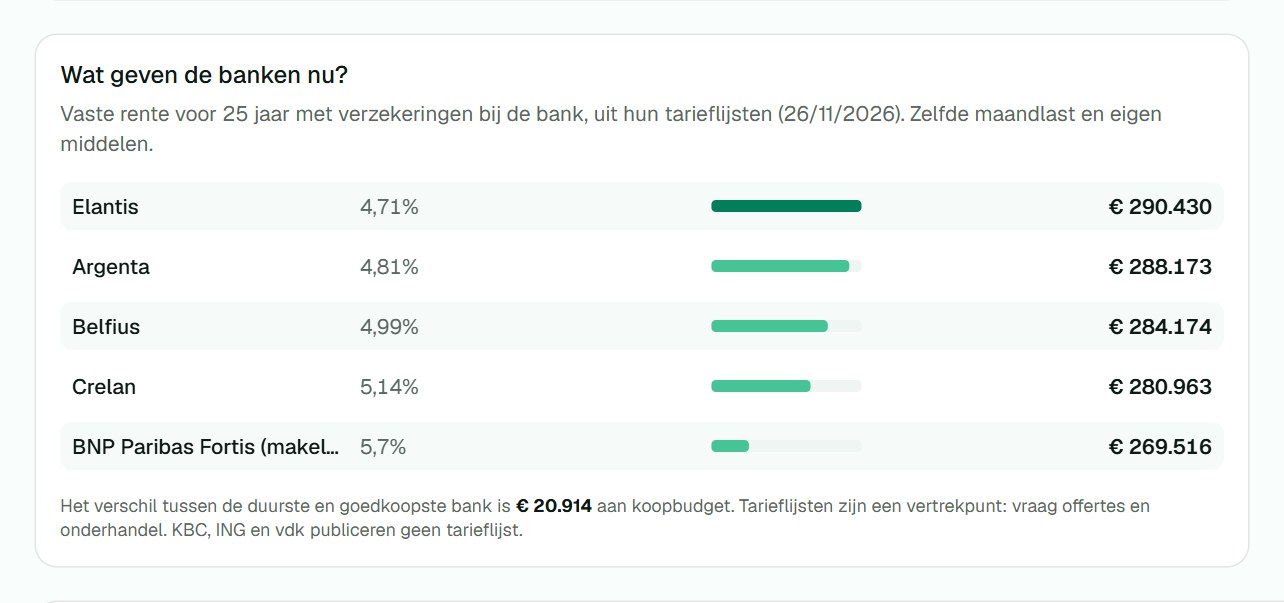 Wat geven de banken nu?
Vaste rente voor 25 jaar met verzekeringen bij de bank, uit hun tarieflijsten (26/11/2026). Zelfde maandlast en eigen
middelen.
Elantis 4,71% € 290.430
Argenta 4,81% € 288.173
Belfius 4,99% € 284.174
Crelan 5,14% € 280.963
BNP Paribas Fortis (makel... 5,7% € 269.516
Het verschil tussen de duurste en goedkoopste bank is € 20.914 aan koopbudget. Tarieflijsten zijn een vertrekpunt: vraag offertes en
onderhandel. KBC, ING en vdk publiceren geen tarieflijst.